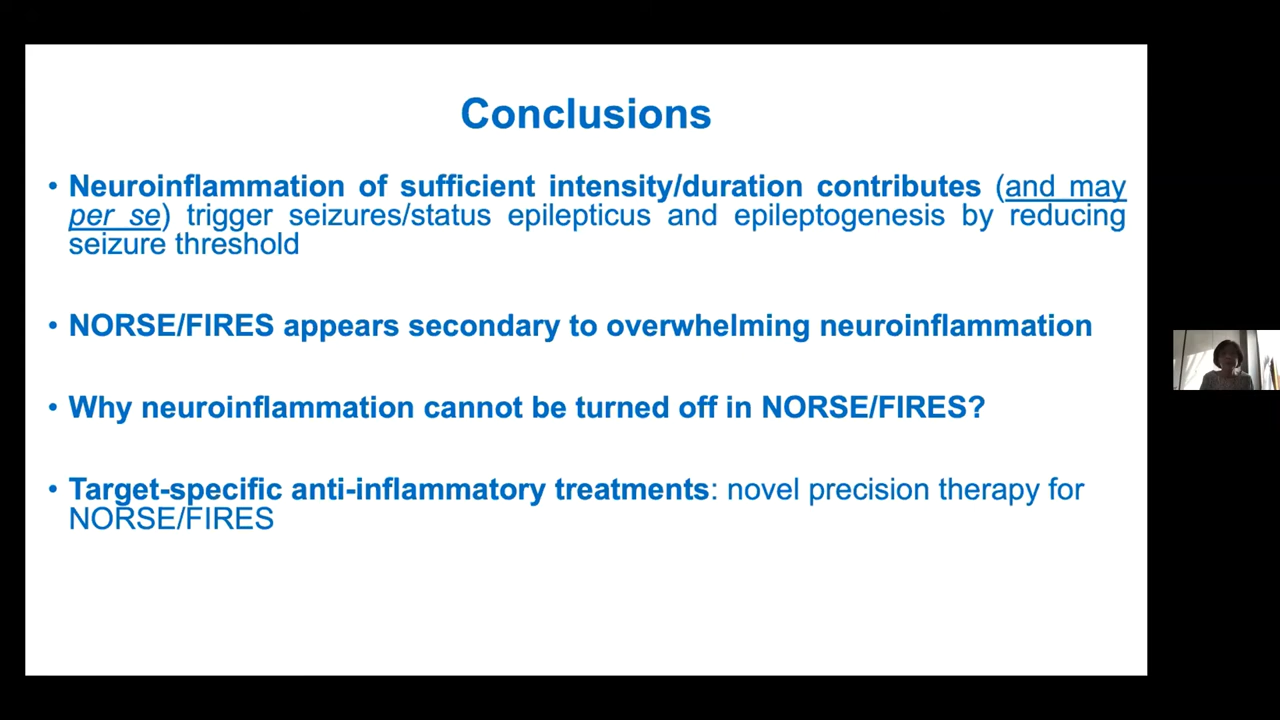 Conclusions
• Neuroinflammation of sufficient intensity/duration contributes (and may
per se) trigger seizures/status epilepticus and epileptogenesis by reducing
seizure threshold
• NORSE/FIRES appears secondary to overwhelming neuroinflammation
• Why neuroinflammation cannot be turned off in NORSE/FIRES?
• Target-specific anti-inflammatory treatments: novel precision therapy for
NORSE/FIRES